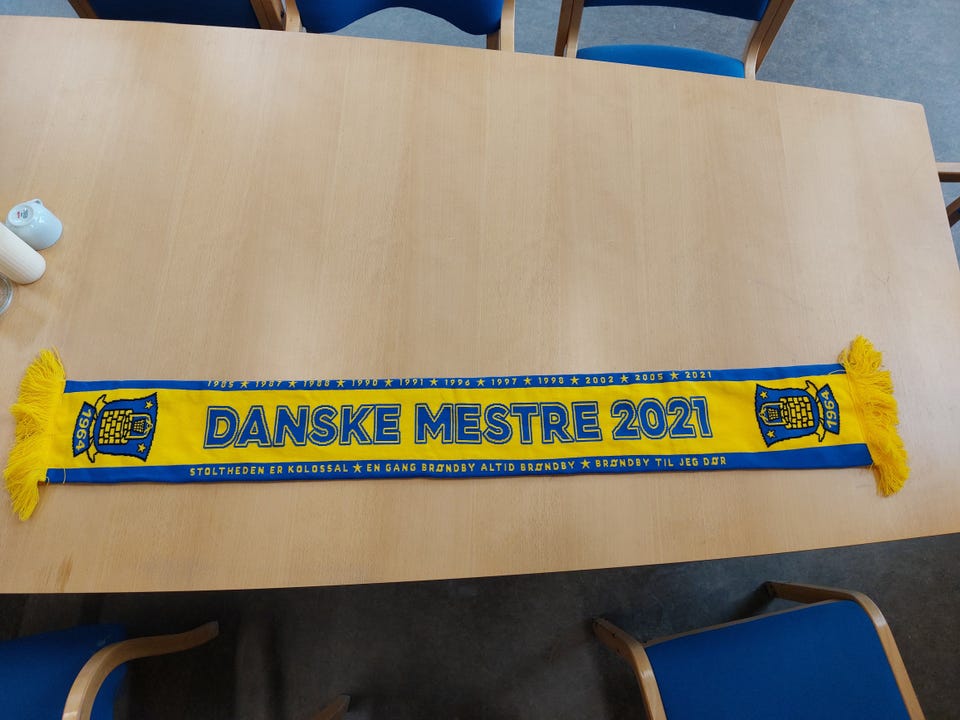 1985 ★ 1987 ★ 1988 ★ 1990 ★ 1991 ★ 1996 ★ 1997 ★ 1998 ★ 2002 ★ 2005 ★ 2021
1964
DANSKE MESTRE 2021
1964
STOLTHEDEN ER KOLOSSAL ★ EN GANG BRØNDBY ALTID BRØNDBY ★ BRØNDBY TIL JEG DØR